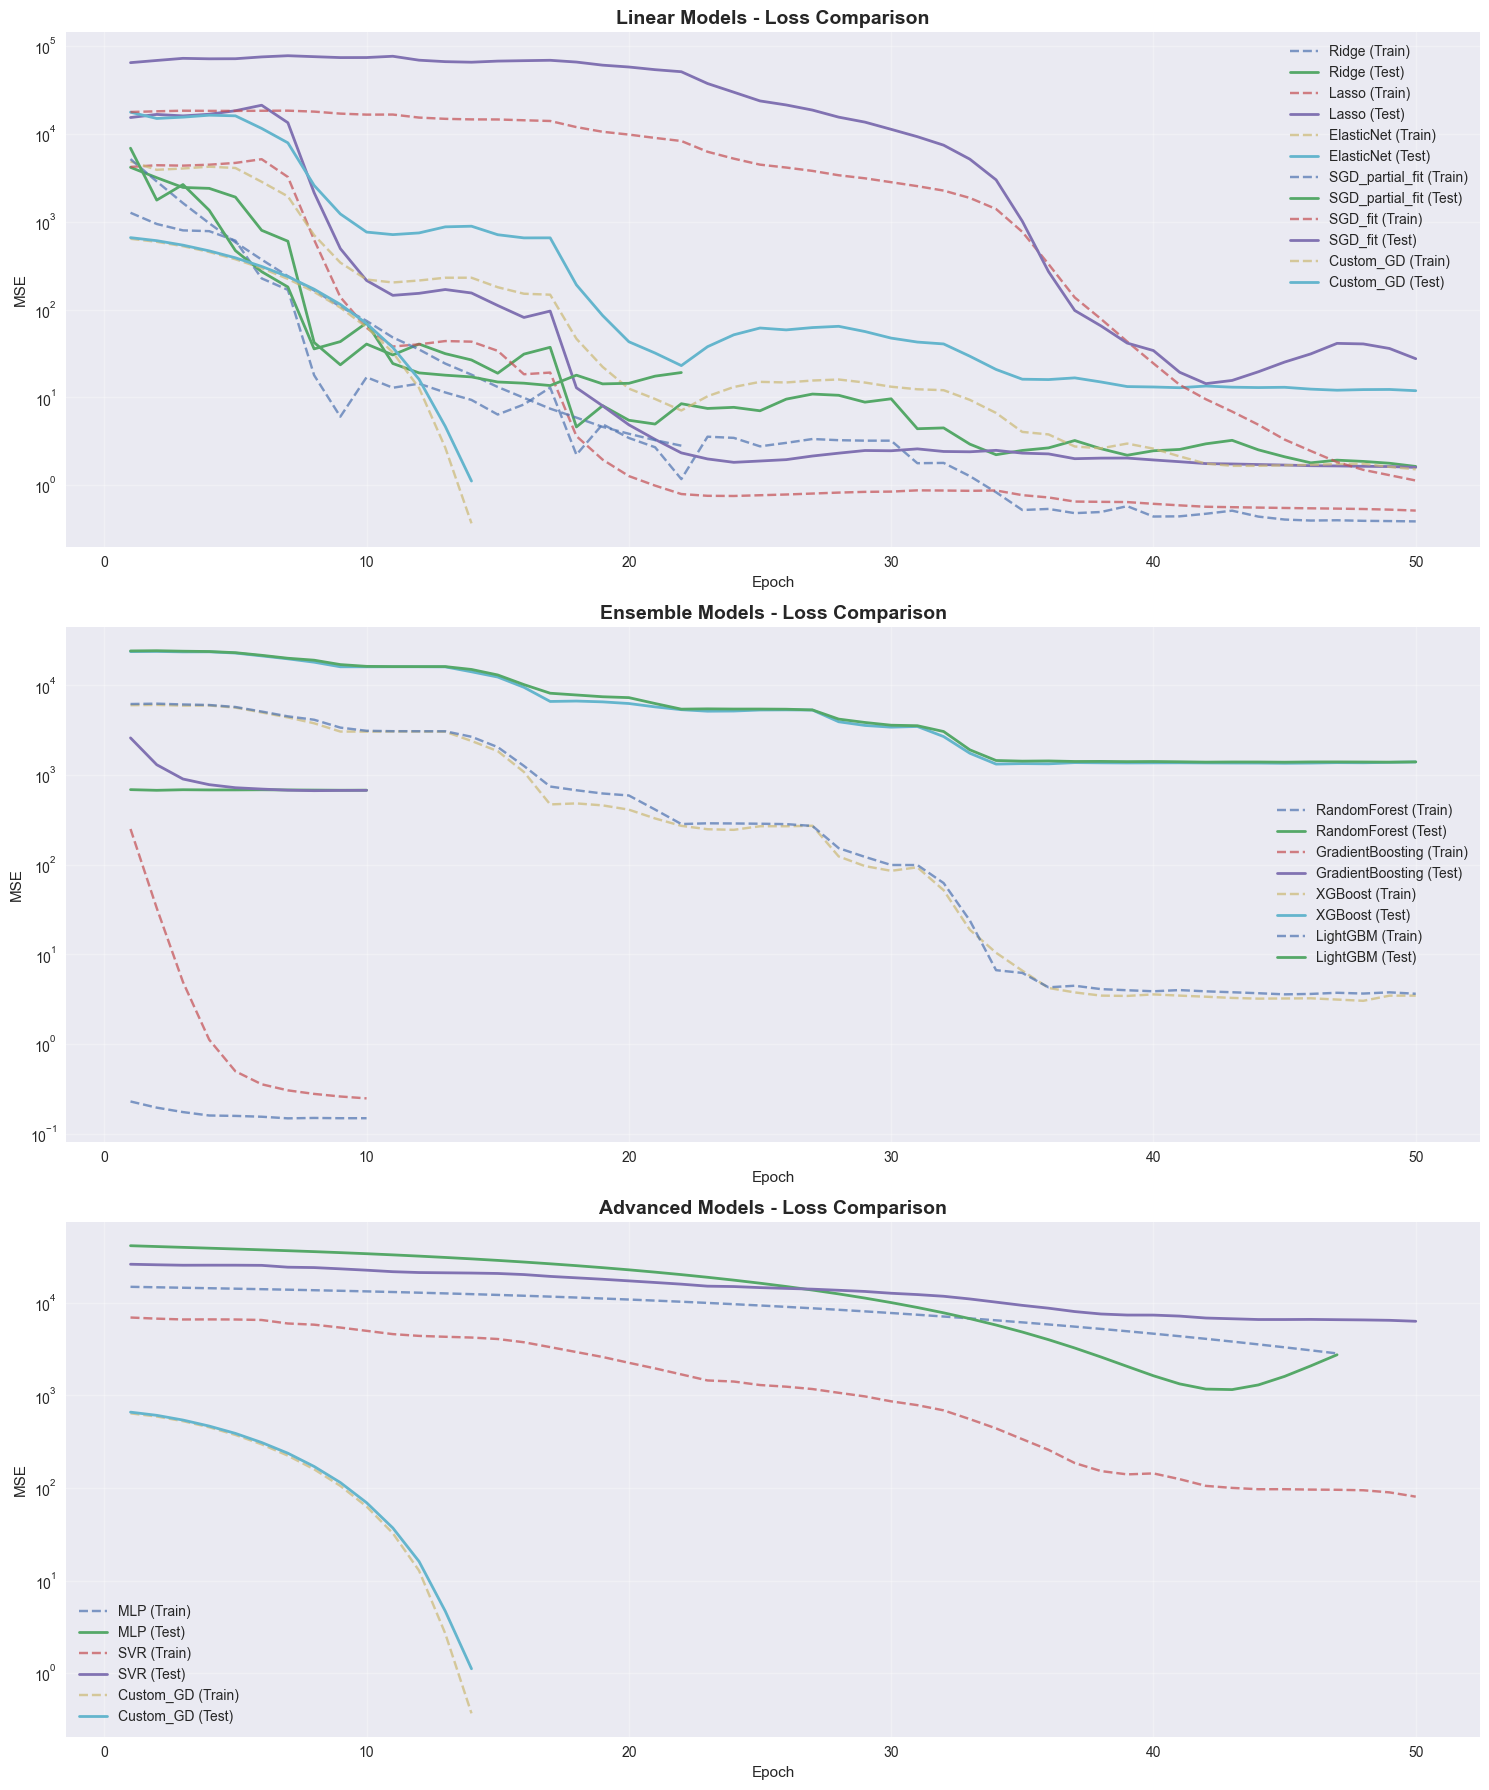 Linear Models - Loss Comparison
10^5
10^4
10^3
10^2
10^1
10^0
MSE
Ridge (Train)
Ridge (Test)
Lasso (Train)
Lasso (Test)
ElasticNet (Train)
ElasticNet (Test)
SGD_partial_fit (Train)
SGD_partial_fit (Test)
SGD_fit (Train)
SGD_fit (Test)
Custom_GD (Train)
Custom_GD (Test)
0 10 20 30 40 50
Epoch
Ensemble Models - Loss Comparison
10^4
10^3
10^2
10^1
10^0
10^−1
MSE
RandomForest (Train)
RandomForest (Test)
GradientBoosting (Train)
GradientBoosting (Test)
XGBoost (Train)
XGBoost (Test)
LightGBM (Train)
LightGBM (Test)
0 10 20 30 40 50
Epoch
Advanced Models - Loss Comparison
10^4
10^3
10^2
10^1
10^0
MSE
MLP (Train)
MLP (Test)
SVR (Train)
SVR (Test)
Custom_GD (Train)
Custom_GD (Test)
0 10 20 30 40 50
Epoch